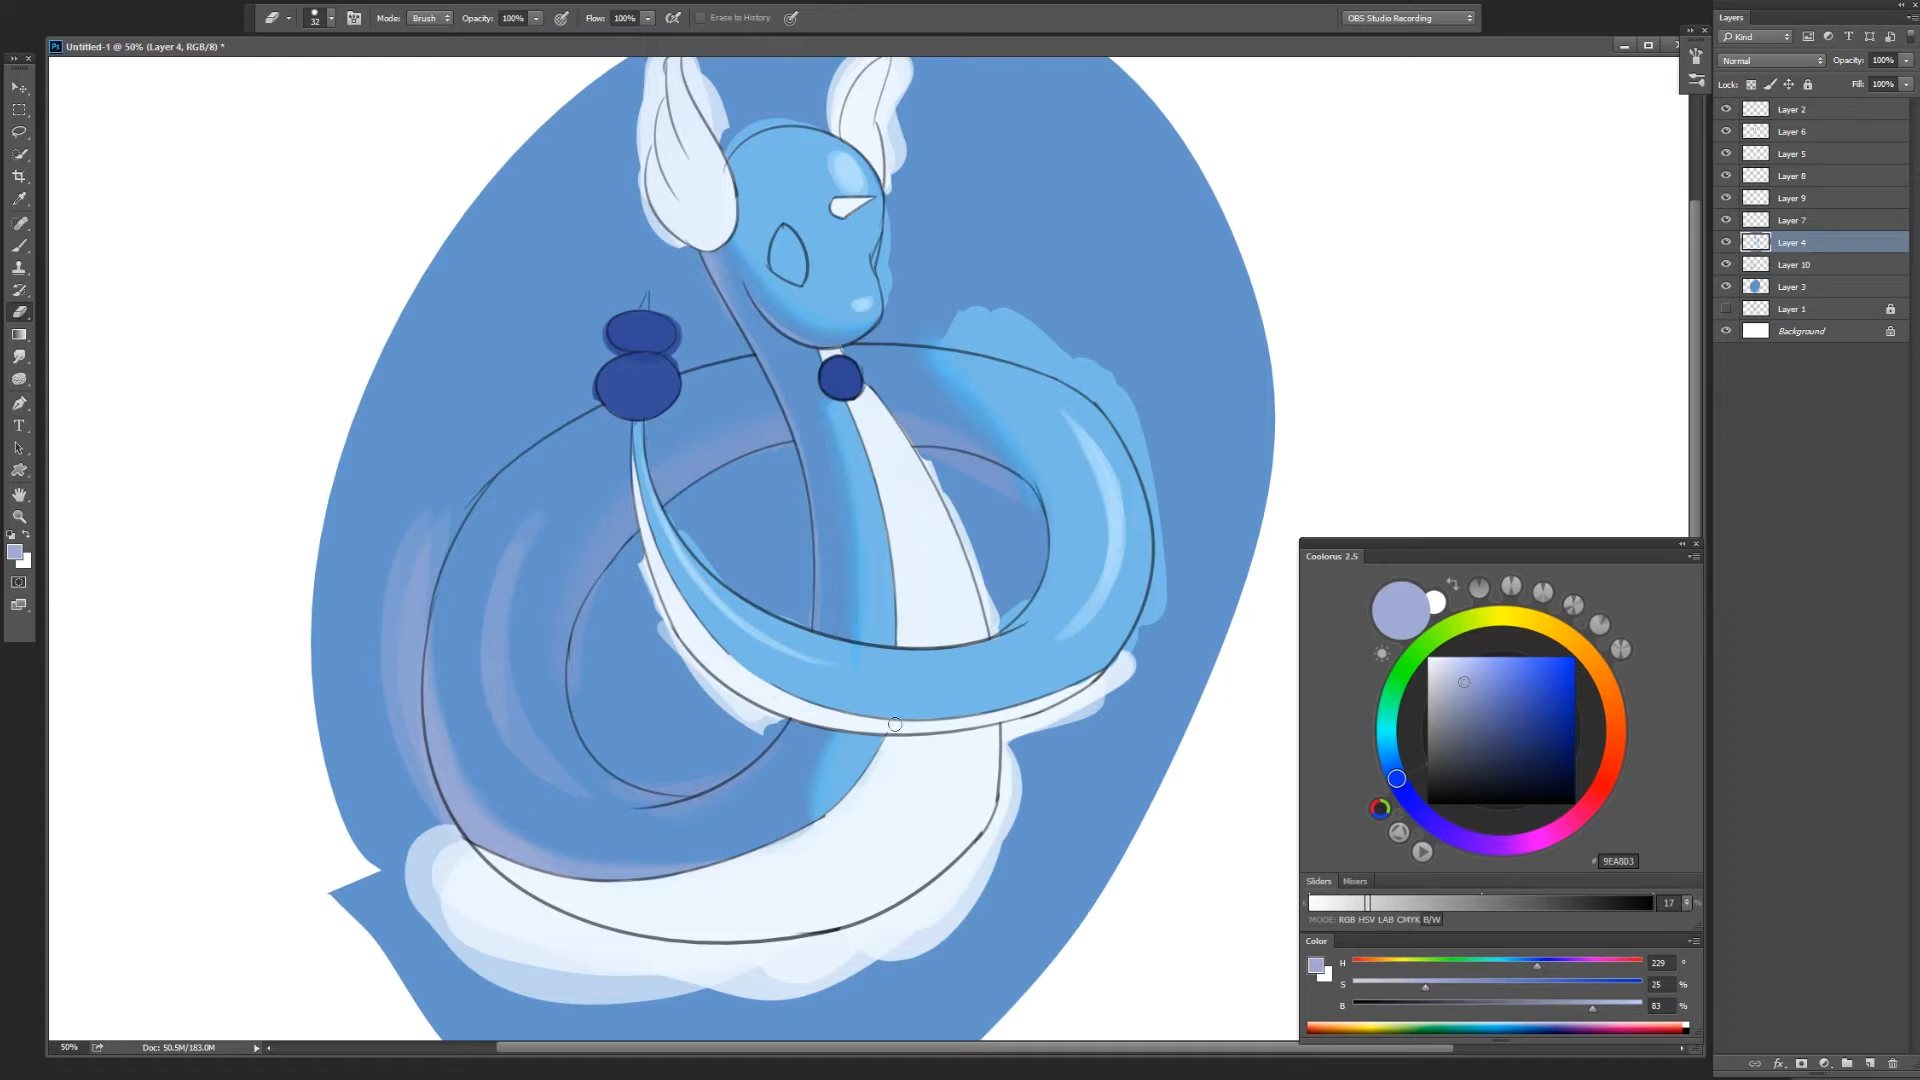 32
Mode: Brush Opacity: 100% Flow: 100% Erase to History OBS Studio Recording
Untitled-1 @ 50% (Layer 4, RGB/8) *
Layers
Kind
Normal Opacity: 100%
Lock: Fill: 100%
Layer 2
Layer 6
Layer 5
Layer 8
Layer 9
Layer 7
Layer 4
Layer 10
Layer 3
Layer 1
Background
Coolorus 2.5
# 9EA8D3
Sliders Mixers
K 17 %
MODE: RGB HSV LAB CMYK B/W
Color
H 229 °
S 25 %
B 83 %
50% Doc: 50.5M/183.0M